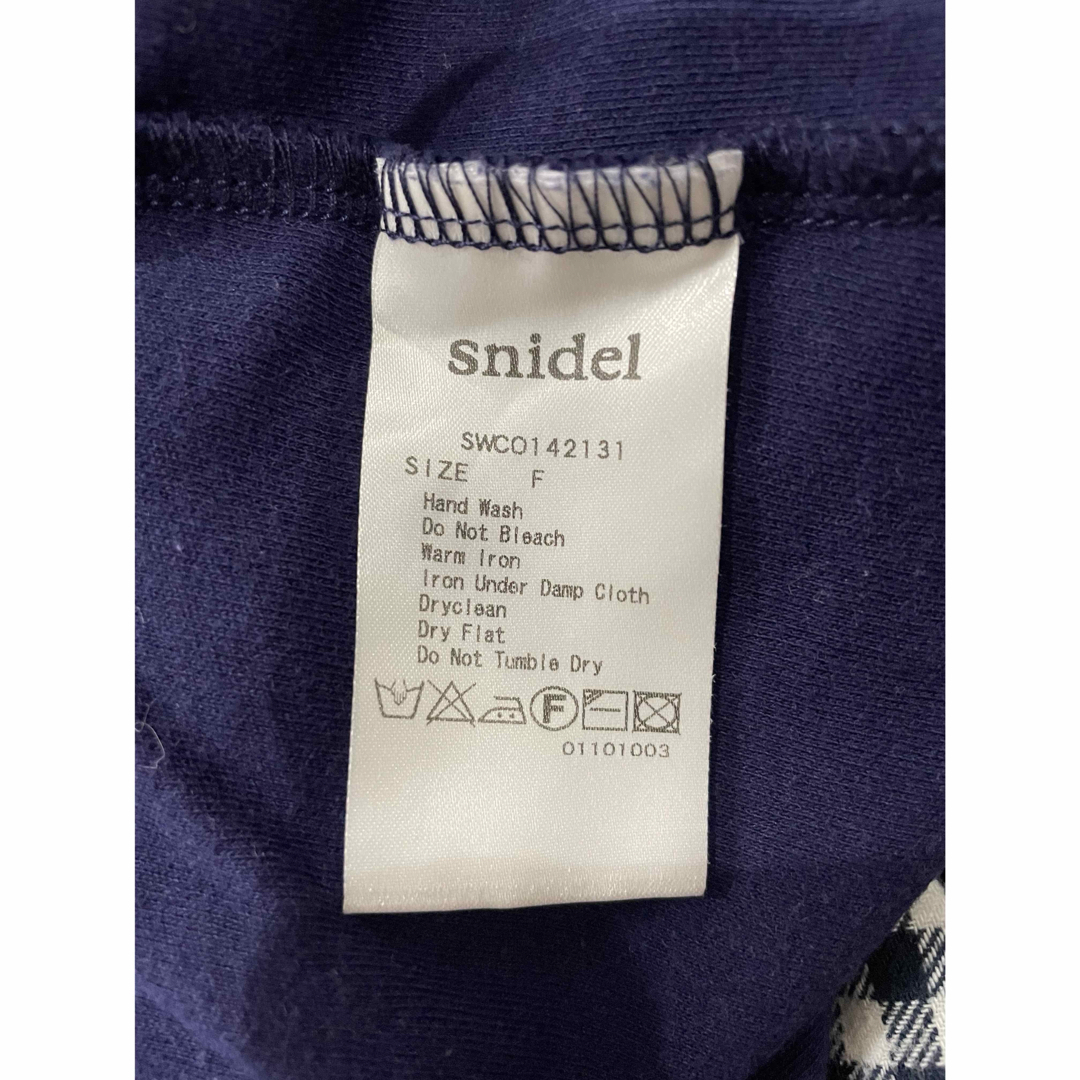 snidel
SWC0142131
SIZE F
Hand Wash
Do Not Bleach
Warm Iron
Iron Under Damp Cloth
Dryclean
Dry Flat
Do Not Tumble Dry
F
01101003